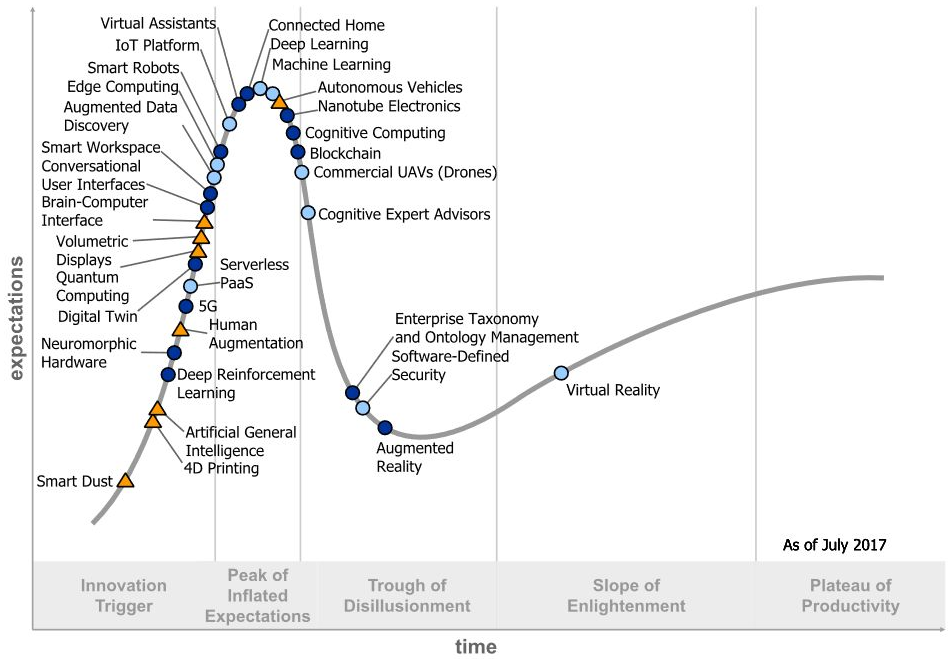 Virtual Assistants
IoT Platform
Smart Robots
Edge Computing
Augmented Data
Discovery
Smart Workspace
Conversational
User Interfaces
Brain-Computer
Interface
Volumetric
Displays
Quantum
Computing
Digital Twin
Neuromorphic
Hardware
Smart Dust
Connected Home
Deep Learning
Machine Learning
Autonomous Vehicles
Nanotube Electronics
Cognitive Computing
Blockchain
Commercial UAVs (Drones)
Cognitive Expert Advisors
Serverless
PaaS
5G
Human
Augmentation
Deep Reinforcement
Learning
Artificial General
Intelligence
4D Printing
Enterprise Taxonomy
and Ontology Management
Software-Defined
Security
Augmented
Reality
Virtual Reality
As of July 2017
expectations
Innovation
Trigger
Peak of
Inflated
Expectations
Trough of
Disillusionment
Slope of
Enlightenment
Plateau of
Productivity
time